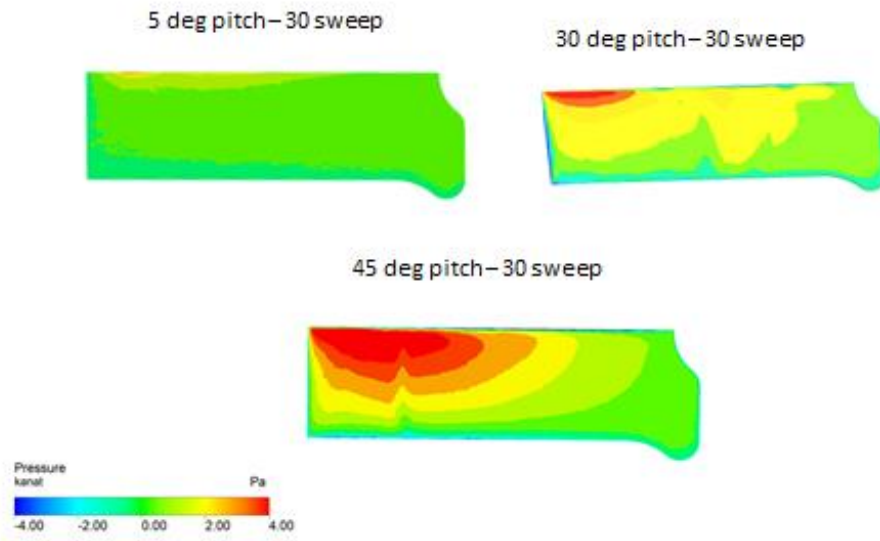 5 deg pitch – 30 sweep
30 deg pitch – 30 sweep
45 deg pitch – 30 sweep
Pressure
kanat
Pa
-4.00 -2.00 0.00 2.00 4.00